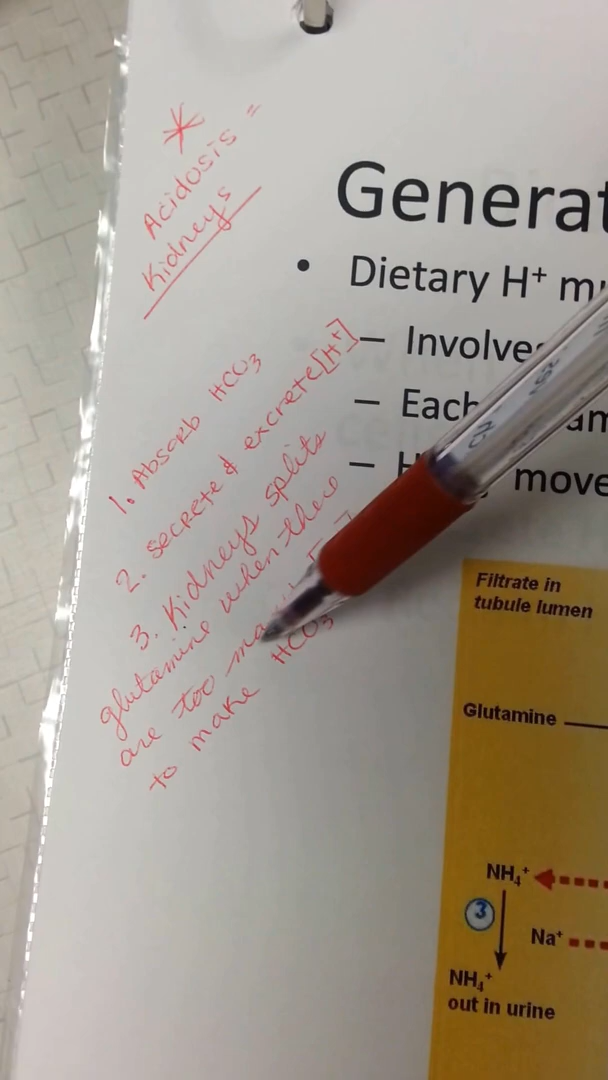 * Acidosis =
Kidneys
1. Absorb HCO3
2. secrete & excrete [H+]
3. Kidneys splits
glutamine when there
are too
to make HCO3
Generat
• Dietary H+ mu
– Involve
– Each
– move
Filtrate in
tubule lumen
Glutamine
NH4+
3
Na+
NH4+
out in urine